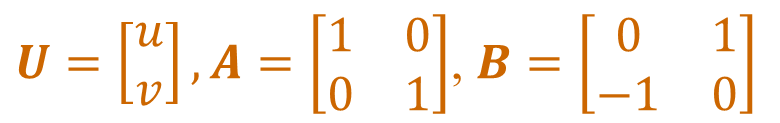 U = [u v], A = [1 0 0 1], B = [0 1 -1 0]